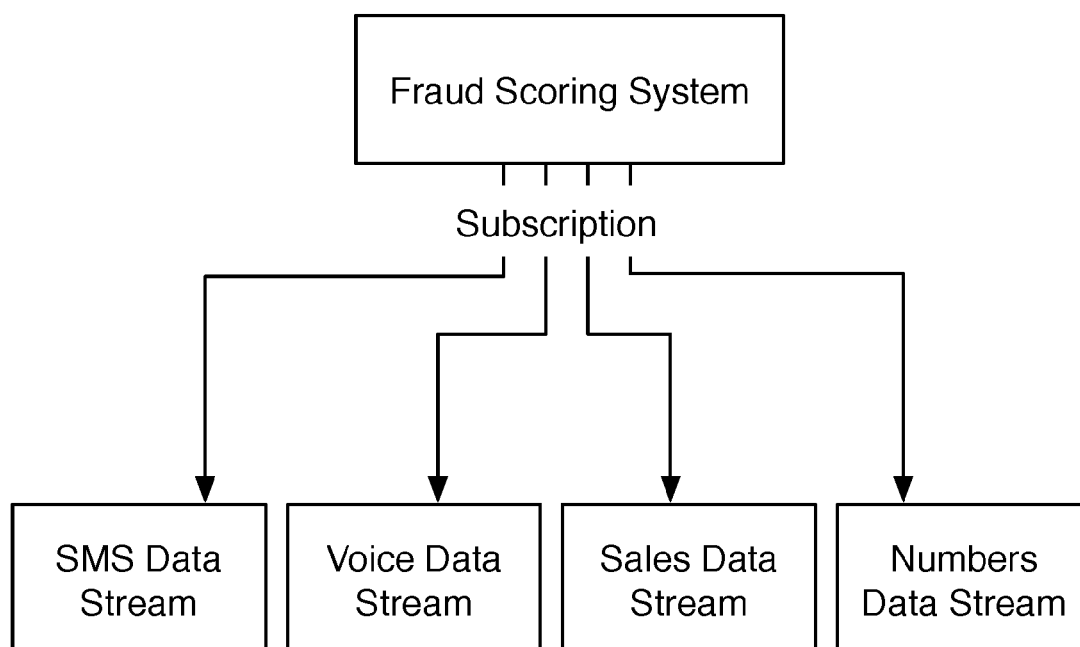 Fraud Scoring System
Subscription
SMS Data
Stream
Voice Data
Stream
Sales Data
Stream
Numbers
Data Stream